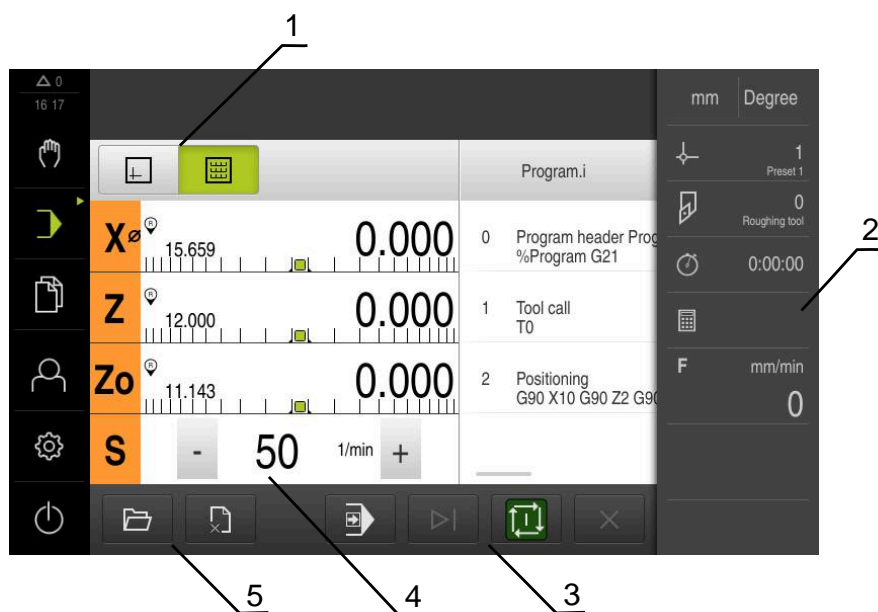 1
0
16 17
mm Degree
Program.i
1
Preset 1
X ⌀ R 15.659 0.000
0 Program header Prog
%Program G21
0
Roughing tool
2
0:00:00
Z R 12.000 0.000
1 Tool call
T0
Zo R 11.143 0.000
2 Positioning
G90 X10 G90 Z2 G90
F mm/min
0
S - 50 1/min +
5 4 3